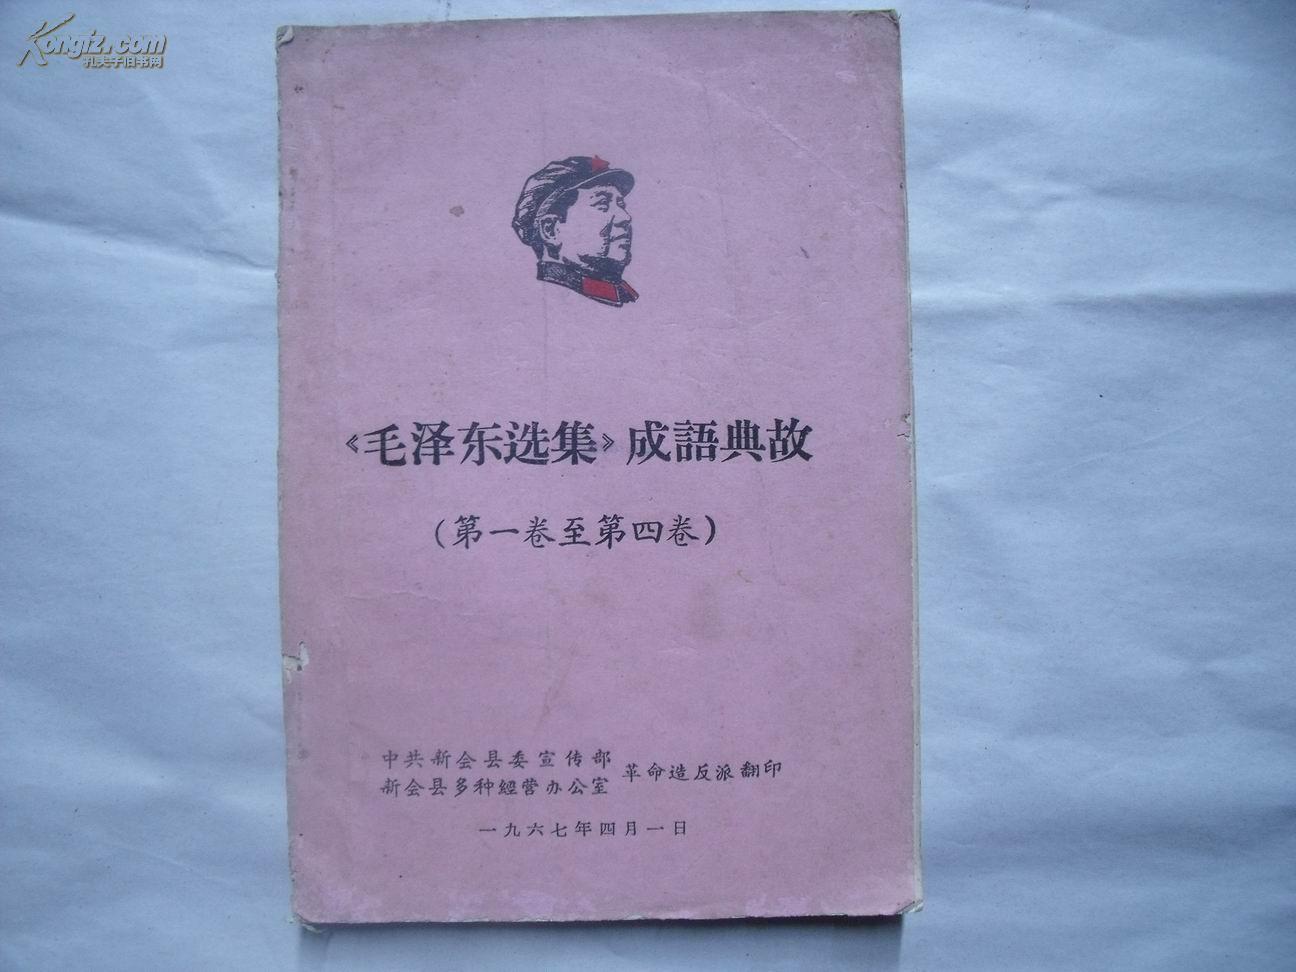 Kongfz.com
孔夫子旧书网
《毛泽东选集》成語典故
(第一卷至第四卷)
中共新会县委宣传部
新会县多种經营办公室
革命造反派翻印
一九六七年四月一日